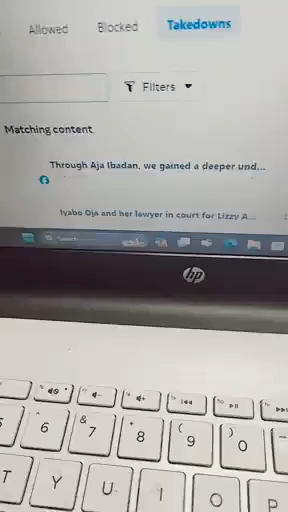 Allowed Blocked Takedowns
Filters
Matching content
Through Aja Ibadan, we gained a deeper und...
Iyabo Oja and her lawyer in court for Lizzy A...
Search
hp
^ & * ( )
6 7 8 9 0
T Y U I O P